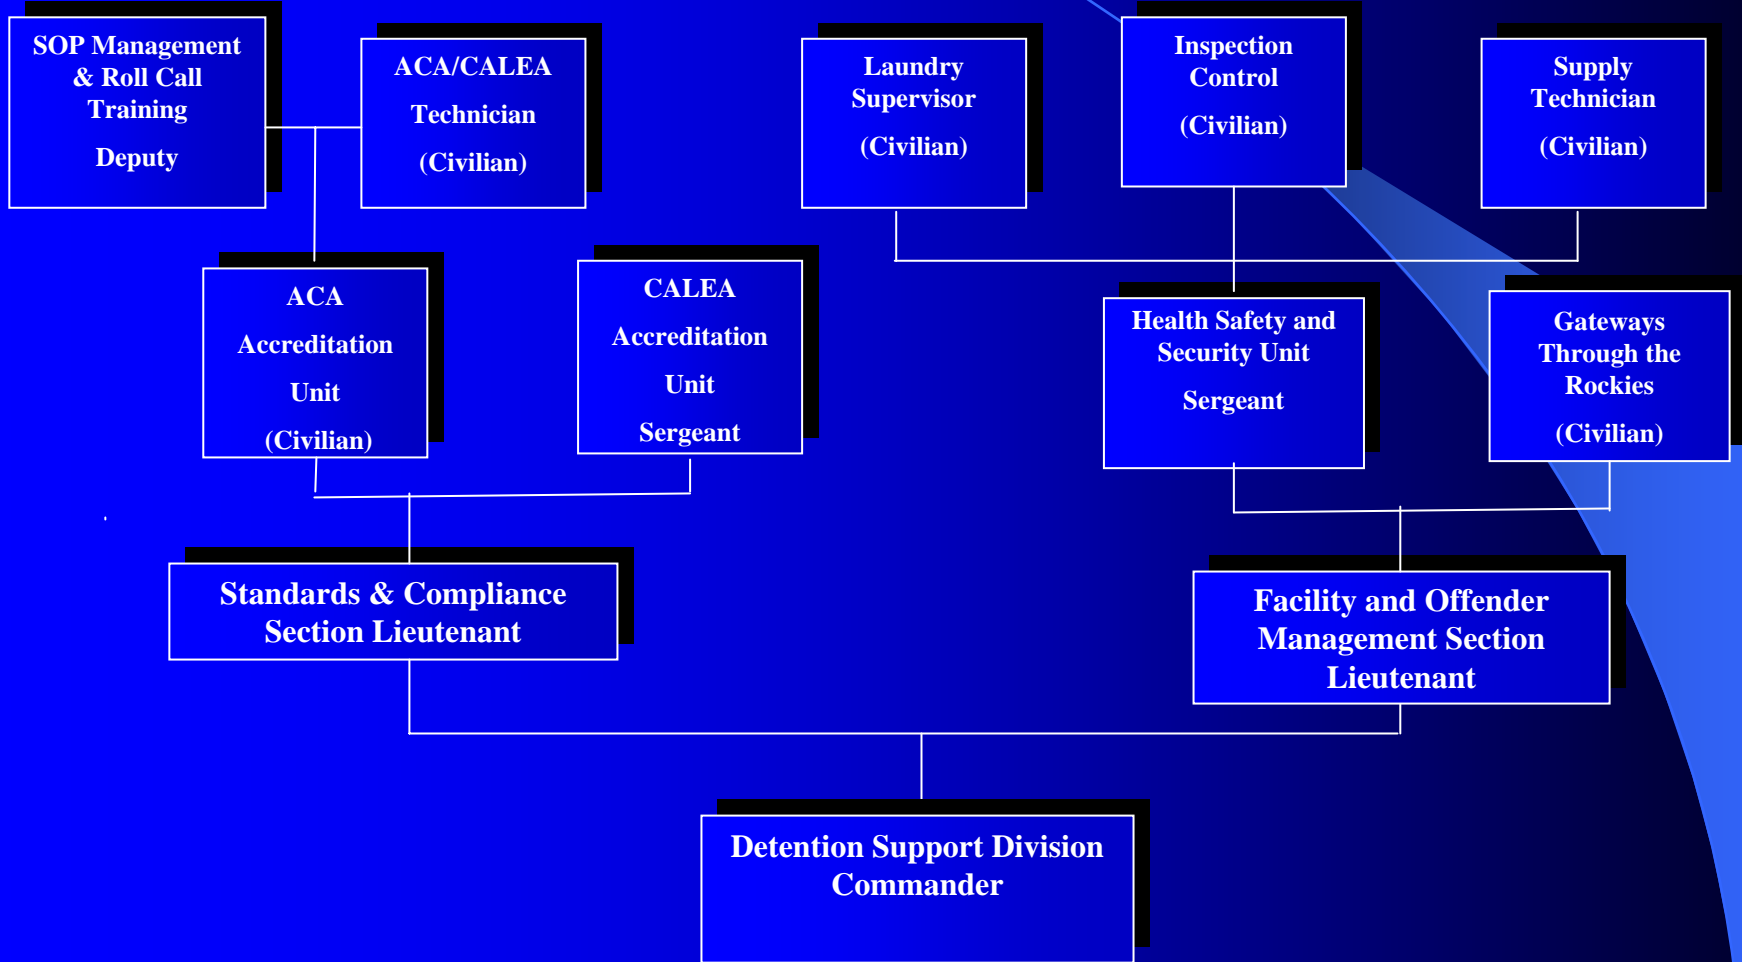 SOP Management
& Roll Call
Training
Deputy
ACA/CALEA
Technician
(Civilian)
Laundry
Supervisor
(Civilian)
Inspection
Control
(Civilian)
Supply
Technician
(Civilian)
ACA
Accreditation
Unit
(Civilian)
CALEA
Accreditation
Unit
Sergeant
Health Safety and
Security Unit
Sergeant
Gateways
Through the
Rockies
(Civilian)
Standards & Compliance
Section Lieutenant
Facility and Offender
Management Section
Lieutenant
Detention Support Division
Commander